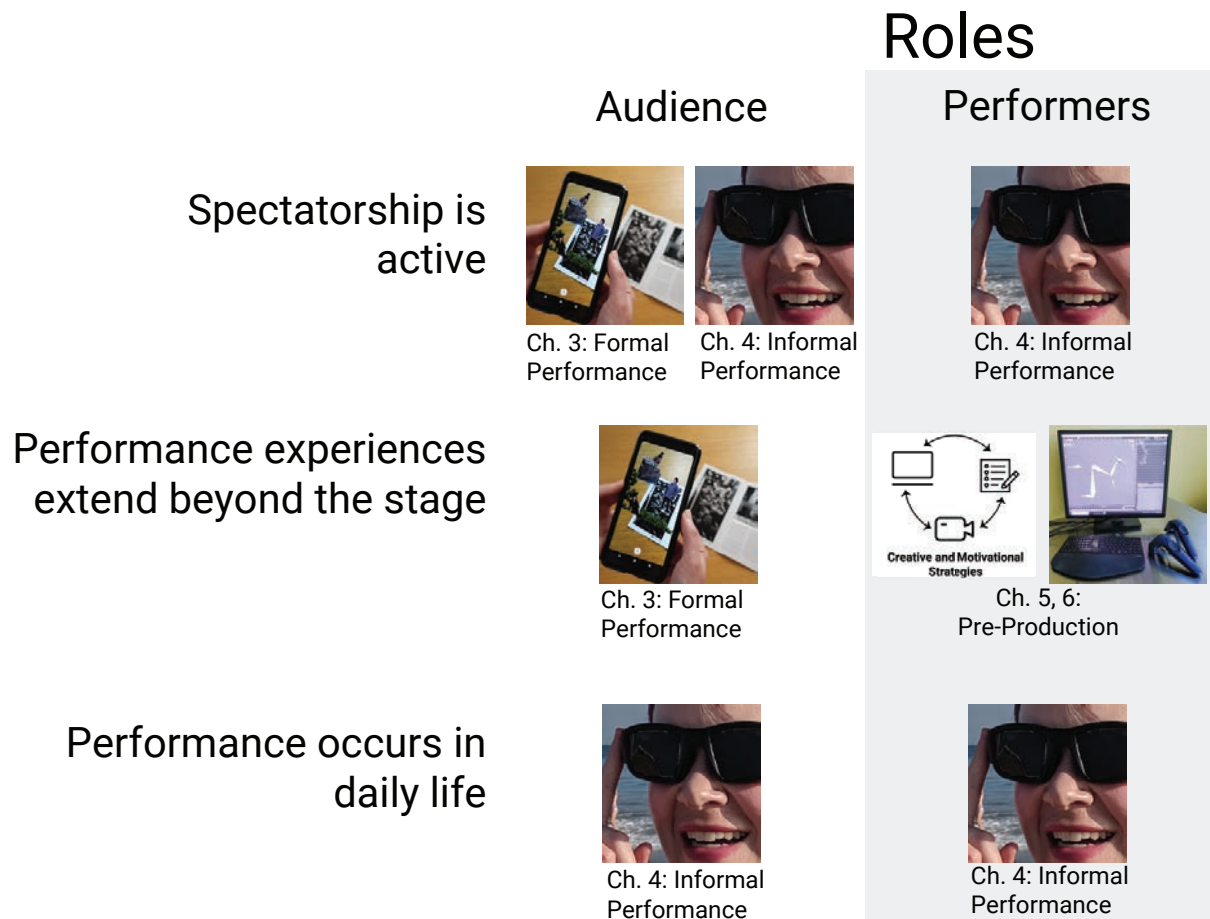 Roles
Audience
Performers
Spectatorship is
active
Ch. 3: Formal
Performance
Ch. 4: Informal
Performance
Ch. 4: Informal
Performance
Performance experiences
extend beyond the stage
Ch. 3: Formal
Performance
Creative and Motivational
Strategies
Ch. 5, 6:
Pre-Production
Performance occurs in
daily life
Ch. 4: Informal
Performance
Ch. 4: Informal
Performance